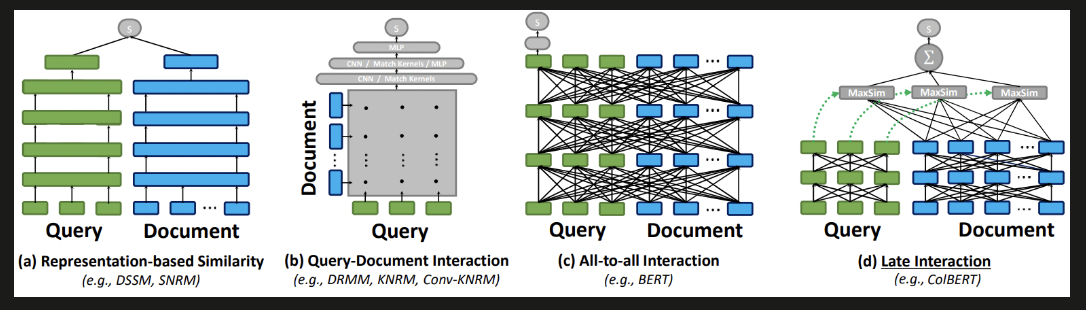 S
Query
Document
(a) Representation-based Similarity
(e.g., DSSM, SNRM)
S
MLP
CNN / Match Kernels / MLP
CNN / Match Kernels
Document
Query
(b) Query-Document Interaction
(e.g., DRMM, KNRM, Conv-KNRM)
S
Query
Document
(c) All-to-all Interaction
(e.g., BERT)
S
Σ
MaxSim
MaxSim
MaxSim
Query
Document
(d) Late Interaction
(e.g., ColBERT)